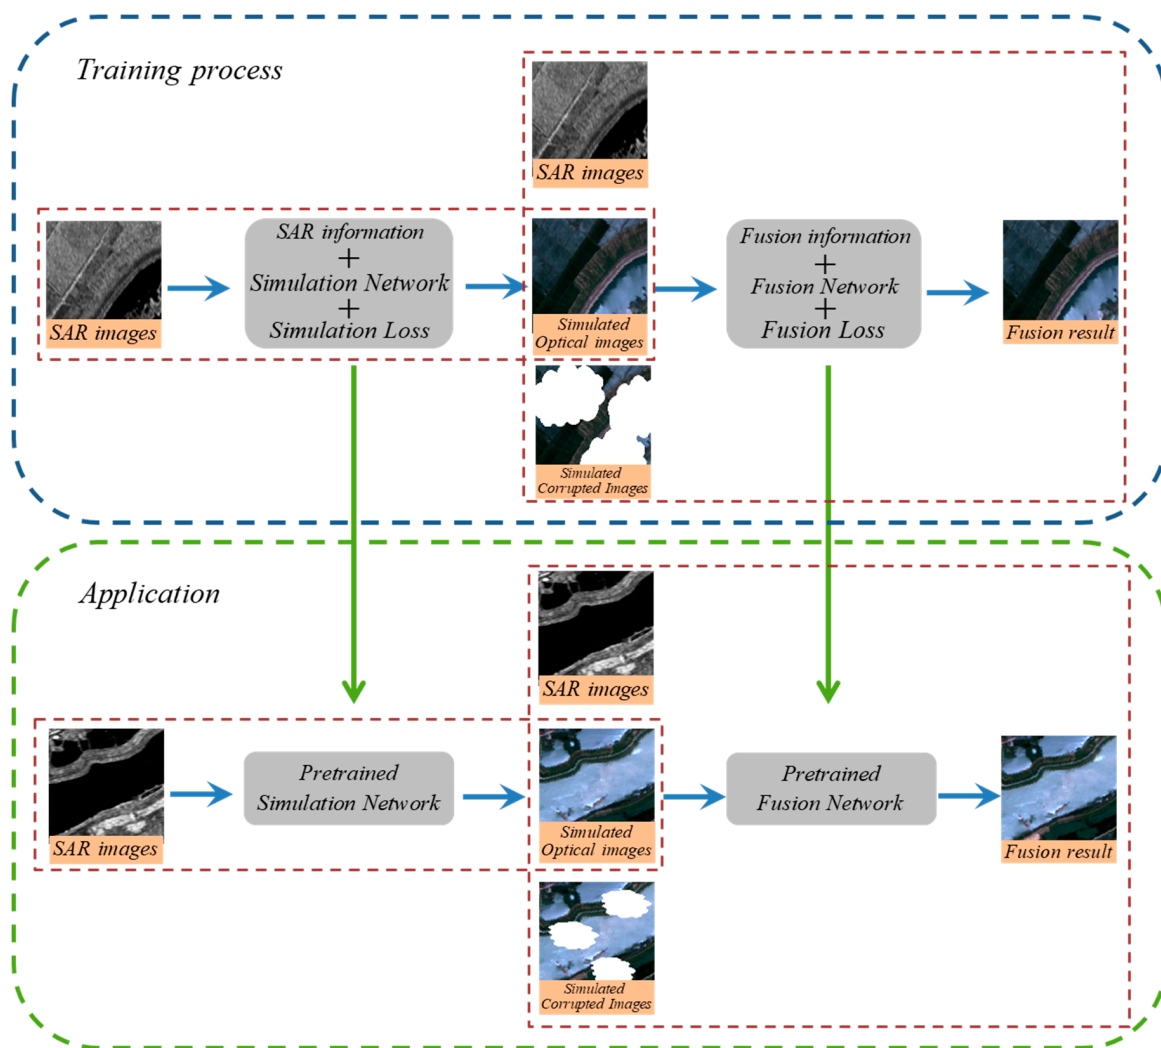 Training process
SAR images
SAR images
SAR information
+
Simulation Network
+
Simulation Loss
Simulated
Optical images
Fusion information
+
Fusion Network
+
Fusion Loss
Fusion result
Simulated
Corrupted Images
Application
SAR images
SAR images
Pretrained
Simulation Network
Simulated
Optical images
Pretrained
Fusion Network
Fusion result
Simulated
Corrupted Images